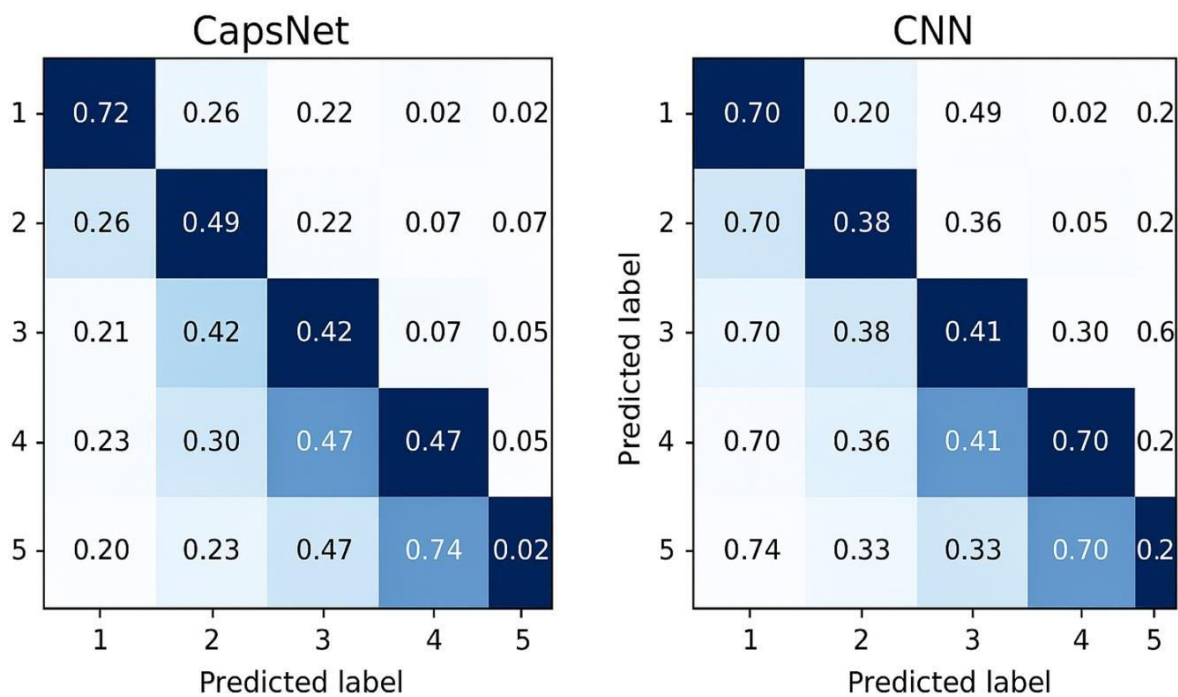 CapsNet
1 0.72 0.26 0.22 0.02 0.02
2 0.26 0.49 0.22 0.07 0.07
3 0.21 0.42 0.42 0.07 0.05
4 0.23 0.30 0.47 0.47 0.05
5 0.20 0.23 0.47 0.74 0.02
1 2 3 4 5
Predicted label
CNN
Predicted label
1 0.70 0.20 0.49 0.02 0.2
2 0.70 0.38 0.36 0.05 0.2
3 0.70 0.38 0.41 0.30 0.6
4 0.70 0.36 0.41 0.70 0.2
5 0.74 0.33 0.33 0.70 0.2
1 2 3 4 5
Predicted label